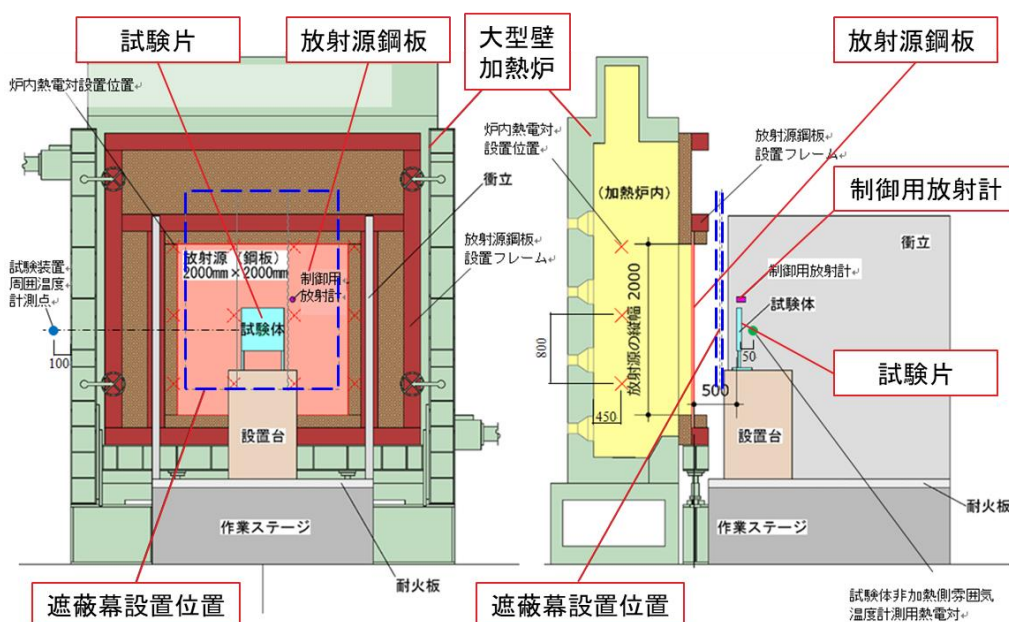 試験片
放射源鋼板
大型壁
加熱炉
放射源鋼板
炉内熱電対設置位置
炉内熱電対
設置位置
放射源鋼板
設置フレーム
制御用放射計
(加熱炉内)
衝立
衝立
放射源(鋼板)
2000mm×2000mm
制御用
放射計
放射源鋼板
設置フレーム
試験装置
周囲温度
計測点
試験体
100
800
450
放射源の縦幅 2000
制御用放射計
試験体
50
500
試験片
設置台
設置台
作業ステージ
作業ステージ
耐火板
耐火板
遮蔽幕設置位置
遮蔽幕設置位置
試験体非加熱側雰囲気
温度計測用熱電対